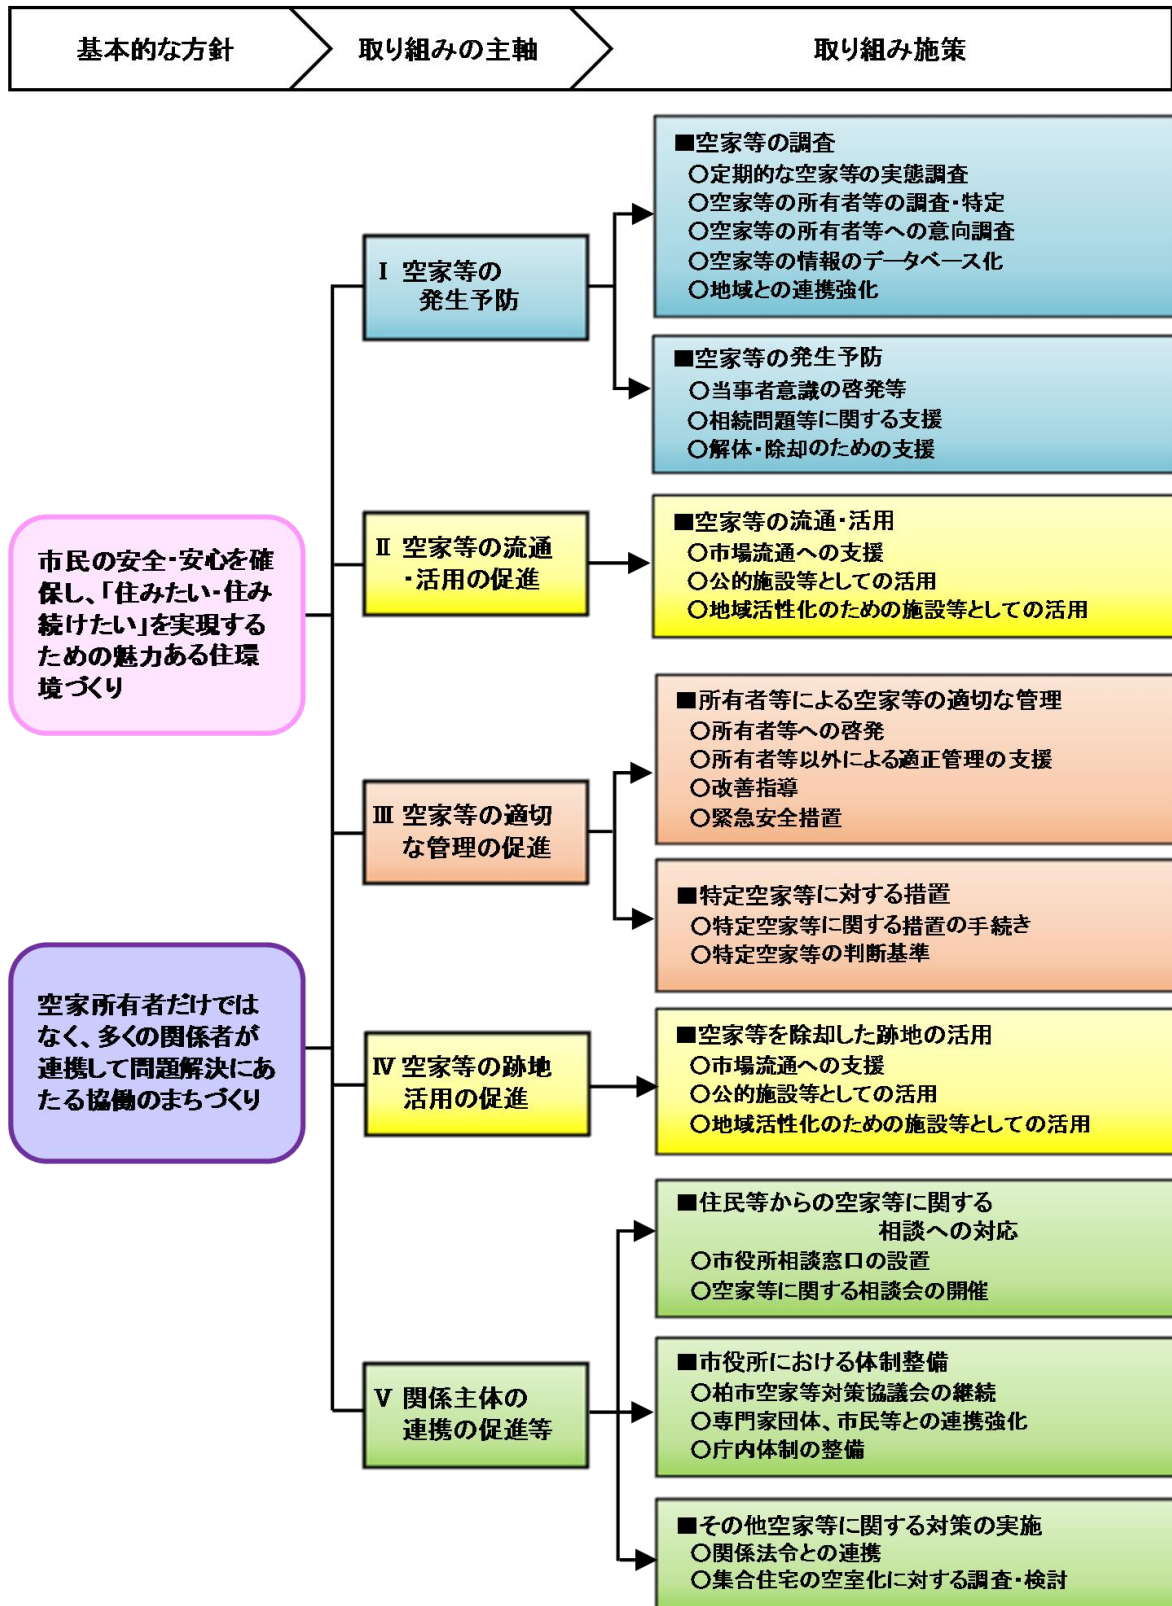 基本的な方針
取り組みの主軸
取り組み施策
市民の安全・安心を確
保し、「住みたい・住み
続けたい」を実現する
ための魅力ある住環
境づくり
空家所有者だけでは
なく、多くの関係者が
連携して問題解決にあ
たる協働のまちづくり
Ⅰ 空家等の
発生予防
■空家等の調査
○定期的な空家等の実態調査
○空家等の所有者等の調査・特定
○空家等の所有者等への意向調査
○空家等の情報のデータベース化
○地域との連携強化
■空家等の発生予防
○当事者意識の啓発等
○相続問題等に関する支援
○解体・除却のための支援
Ⅱ 空家等の流通
・活用の促進
■空家等の流通・活用
○市場流通への支援
○公的施設等としての活用
○地域活性化のための施設等としての活用
Ⅲ 空家等の適切
な管理の促進
■所有者等による空家等の適切な管理
○所有者等への啓発
○所有者等以外による適正管理の支援
○改善指導
○緊急安全措置
■特定空家等に対する措置
○特定空家等に関する措置の手続き
○特定空家等の判断基準
Ⅳ 空家等の跡地
活用の促進
■空家等を除却した跡地の活用
○市場流通への支援
○公的施設等としての活用
○地域活性化のための施設等としての活用
Ⅴ 関係主体の
連携の促進等
■住民等からの空家等に関する
相談への対応
○市役所相談窓口の設置
○空家等に関する相談会の開催
■市役所における体制整備
○柏市空家等対策協議会の継続
○専門家団体、市民等との連携強化
○庁内体制の整備
■その他空家等に関する対策の実施
○関係法令との連携
○集合住宅の空室化に対する調査・検討